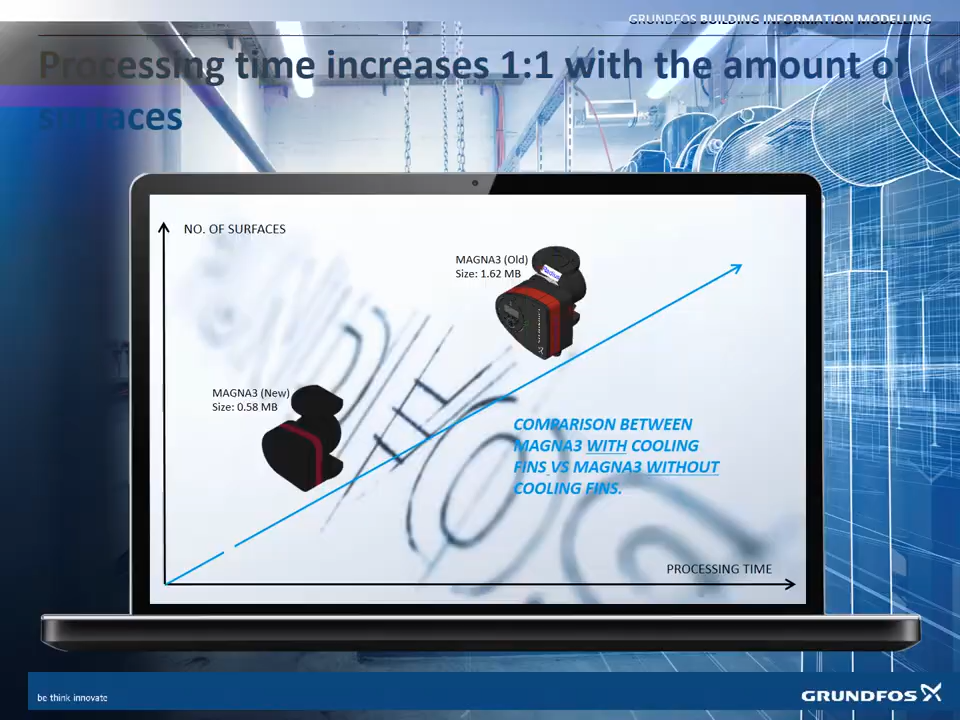 GRUNDFOS BUILDING INFORMATION MODELLING
Processing time increases 1:1 with the amount of
surfaces
NO. OF SURFACES
MAGNA3 (Old)
Size: 1.62 MB
MAGNA3 (New)
Size: 0.58 MB
COMPARISON BETWEEN
MAGNA3 WITH COOLING
FINS VS MAGNA3 WITHOUT
COOLING FINS.
PROCESSING TIME
be think innovate
GRUNDFOS